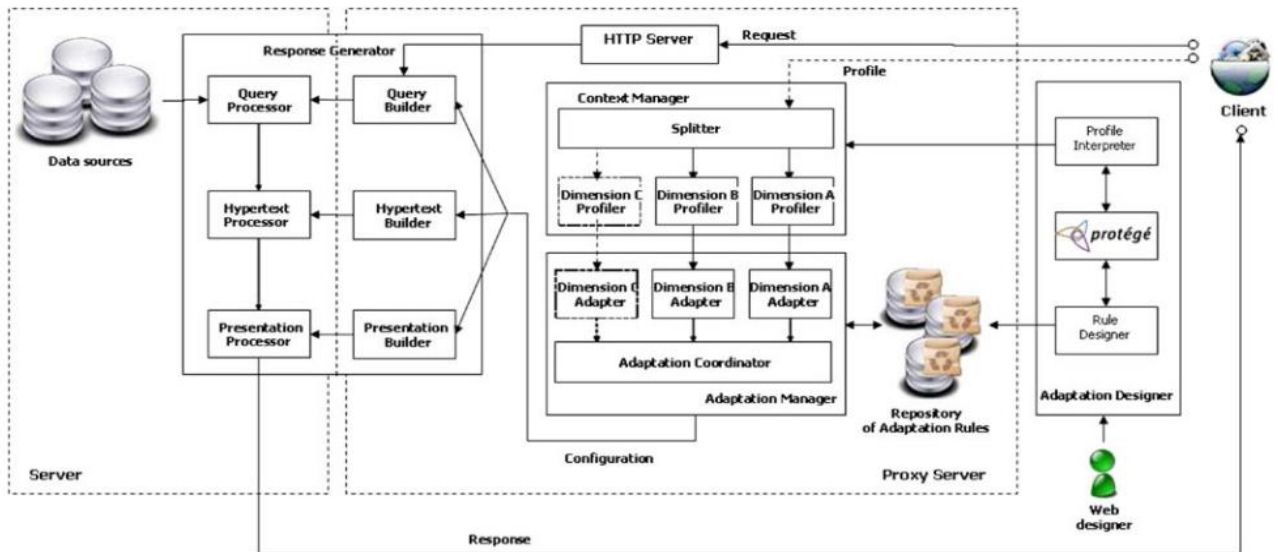 HTTP Server
Request
Response Generator
Profile
Context Manager
Client
Query
Processor
Query
Builder
Splitter
Profile
Interpreter
Data sources
Dimension C
Profiler
Dimension B
Profiler
Dimension A
Profiler
Hypertext
Processor
Hypertext
Builder
protégé
Dimension C
Adapter
Dimension B
Adapter
Dimension A
Adapter
Presentation
Processor
Presentation
Builder
Rule
Designer
Adaptation Coordinator
Adaptation Manager
Adaptation Designer
Repository
of Adaptation Rules
Configuration
Server
Proxy Server
Web
designer
Response